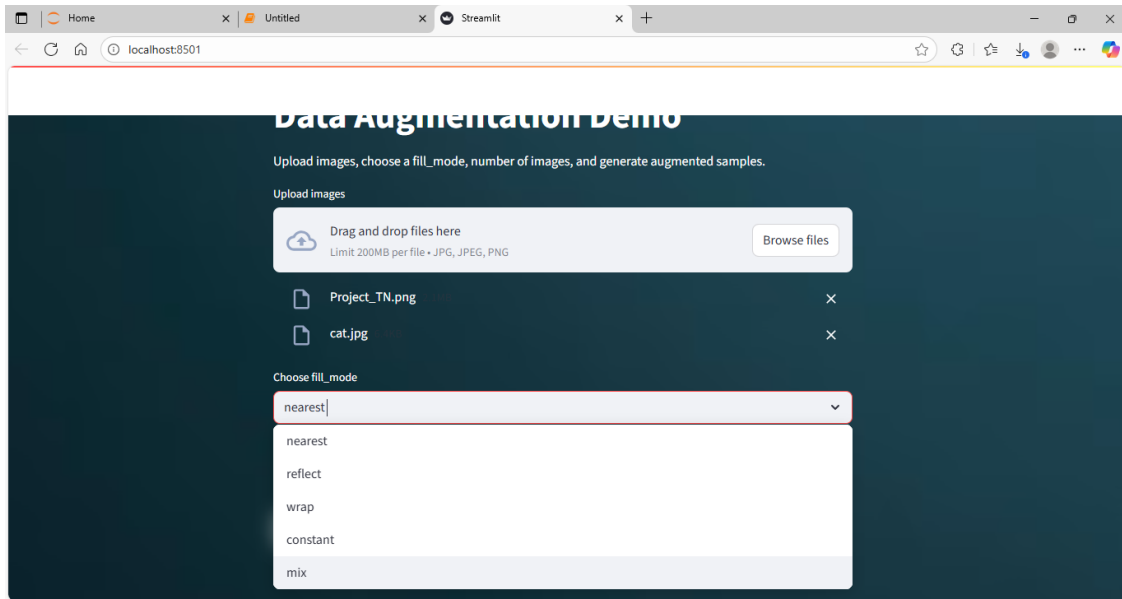 Home
Untitled
Streamlit
localhost:8501
Data Augmentation Demo
Upload images, choose a fill_mode, number of images, and generate augmented samples.
Upload images
Drag and drop files here
Limit 200MB per file • JPG, JPEG, PNG
Browse files
Project_TN.png
cat.jpg
Choose fill_mode
nearest
nearest
reflect
wrap
constant
mix